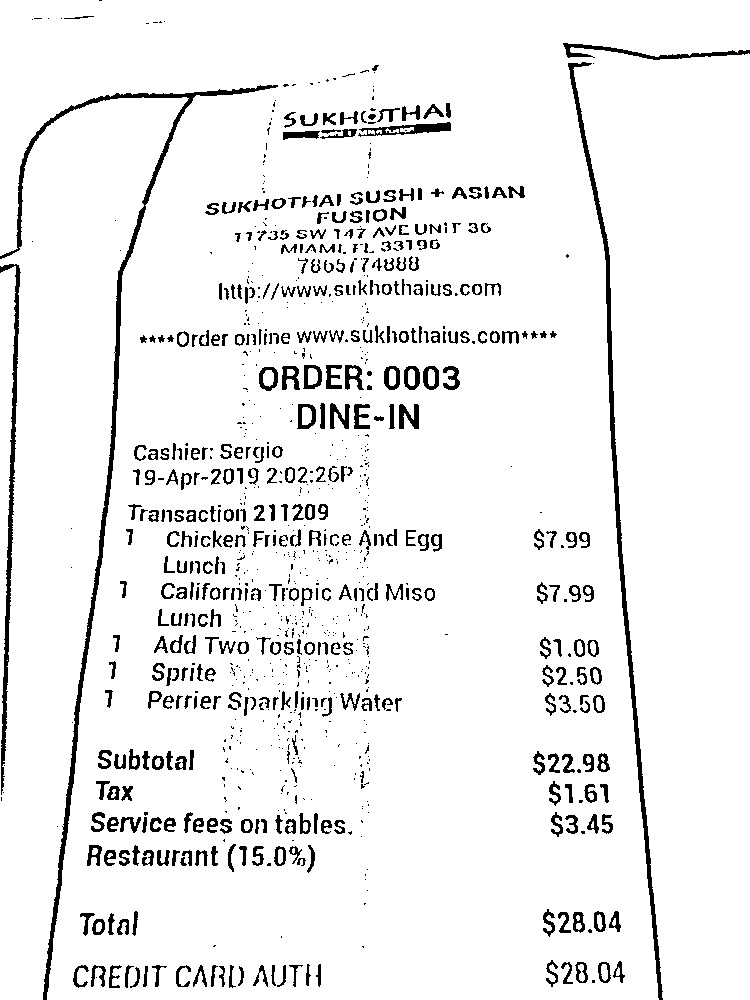 SUKHOTHAI
SUKHOTHAI SUSHI + ASIAN
FUSION
11735 SW 147 AVE UNIT 36
MIAMI, FL 33196
7865774888
http://www.sukhothaius.com
****Order online www.sukhothaius.com****
ORDER: 0003
DINE-IN
Cashier: Sergio
19-Apr-2019 2:02:26P
Transaction 211209
1 Chicken Fried Rice And Egg $7.99
Lunch
1 California Tropic And Miso $7.99
Lunch
1 Add Two Tostones $1.00
1 Sprite $2.50
1 Perrier Sparkling Water $3.50
Subtotal $22.98
Tax $1.61
Service fees on tables. $3.45
Restaurant (15.0%)
Total $28.04
CREDIT CARD AUTH $28.04